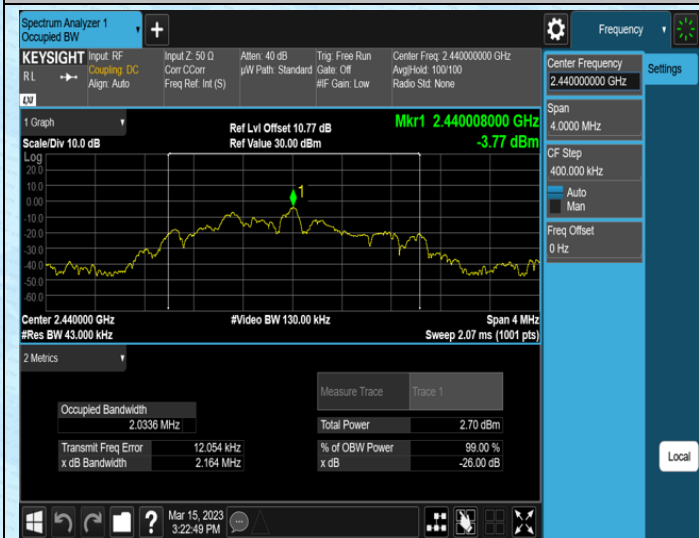 Spectrum Analyzer 1
Occupied BW
Frequency
KEYSIGHT
RL
LXI
Input: RF
Coupling: DC
Align: Auto
Input Z: 50 Ω
Corr CCorr
Freq Ref: Int (S)
Atten: 40 dB
µW Path: Standard
Trig: Free Run
Gate: Off
#IF Gain: Low
Center Freq: 2.440000000 GHz
Avg|Hold: 100/100
Radio Std: None
Center Frequency
2.440000000 GHz
Settings
Span
4.0000 MHz
CF Step
400.000 kHz
Auto
Man
Freq Offset
0 Hz
1 Graph
Scale/Div 10.0 dB
Ref Lvl Offset 10.77 dB
Ref Value 30.00 dBm
Mkr1 2.440008000 GHz
-3.77 dBm
Log
20.0
10.0
0.00
-10.0
-20.0
-30.0
-40.0
-50.0
-60.0
1
Center 2.440000 GHz
#Video BW 130.00 kHz
Span 4 MHz
#Res BW 43.000 kHz
Sweep 2.07 ms (1001 pts)
2 Metrics
Measure Trace
Trace 1
Occupied Bandwidth
2.0336 MHz
Total Power
2.70 dBm
Transmit Freq Error
12.054 kHz
% of OBW Power
99.00 %
x dB Bandwidth
2.164 MHz
x dB
-26.00 dB
Local
?
Mar 15, 2023
3:22:49 PM